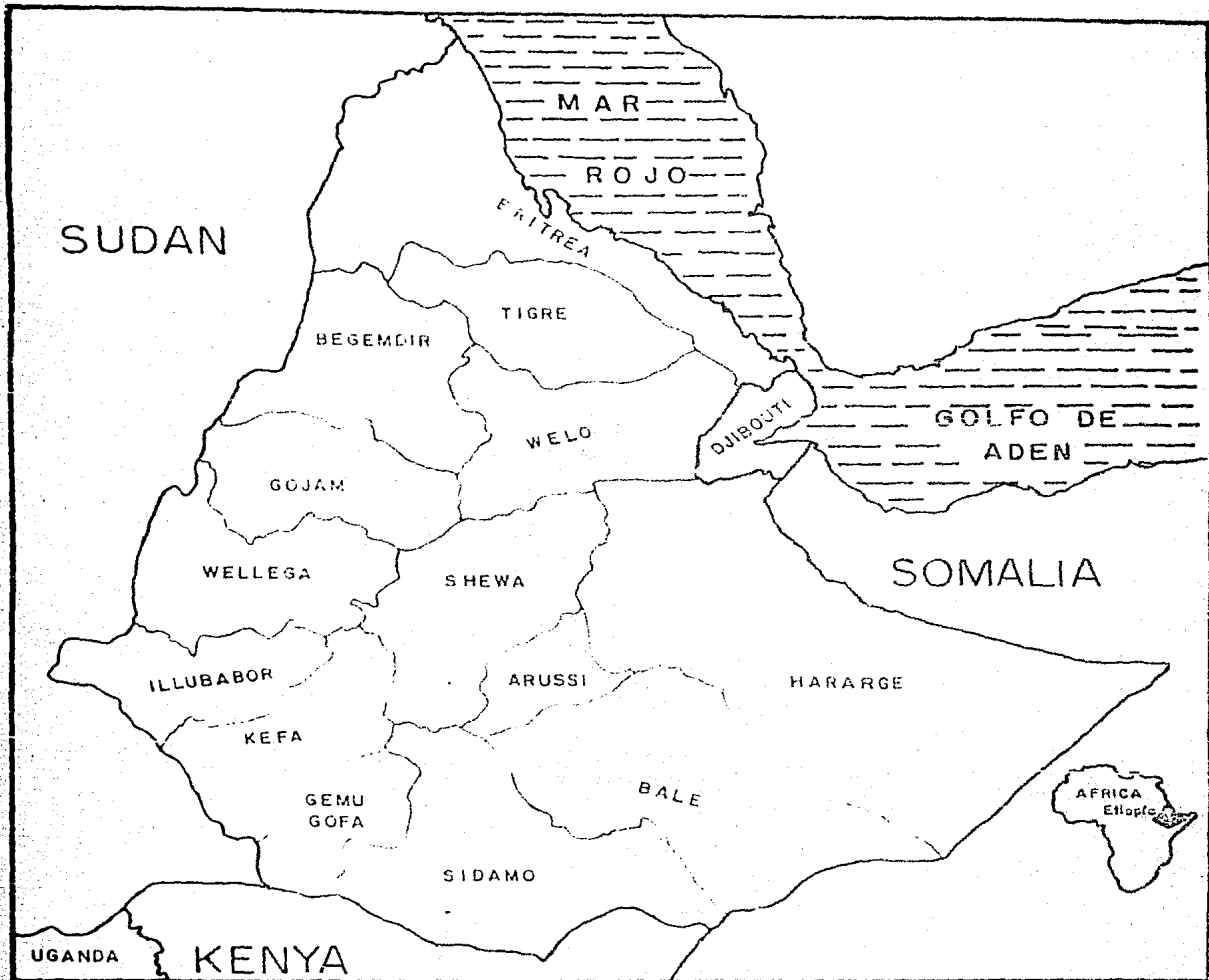 MAR
ROJO
SUDAN
ERITREA
TIGRE
BEGEMDIR
DJIBOUTI
WELO
GOLFO DE
ADEN
GOJAM
WELLEGA
SHEWA
SOMALIA
ILLUBABOR
ARUSSI
HARARGE
KEFA
GEMU
GOFA
BALE
AFRICA
Etiopia
SIDAMO
UGANDA
KENYA